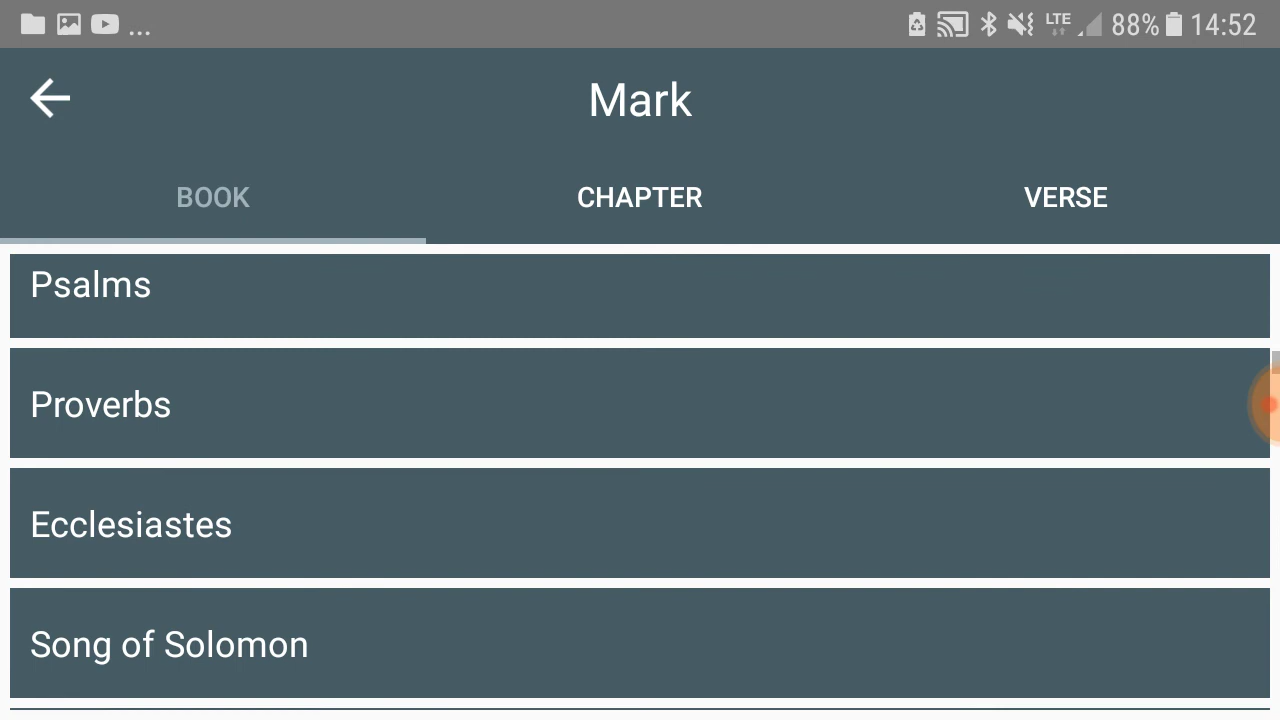 ... LTE 88% 14:52
Mark
BOOK CHAPTER VERSE
Psalms
Proverbs
Ecclesiastes
Song of Solomon